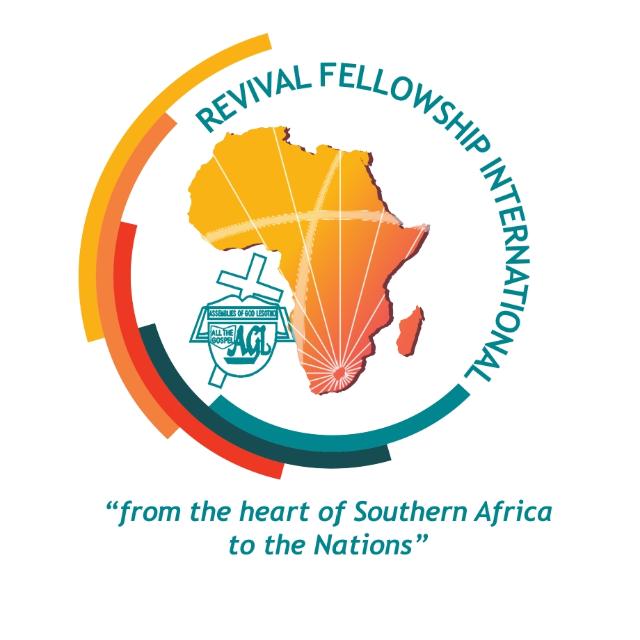 REVIVAL FELLOWSHIP INTERNATIONAL
ASSEMBLIES OF GOD LESOTHO
ALL THE
GOSPEL
AGL
“from the heart of Southern Africa
to the Nations”